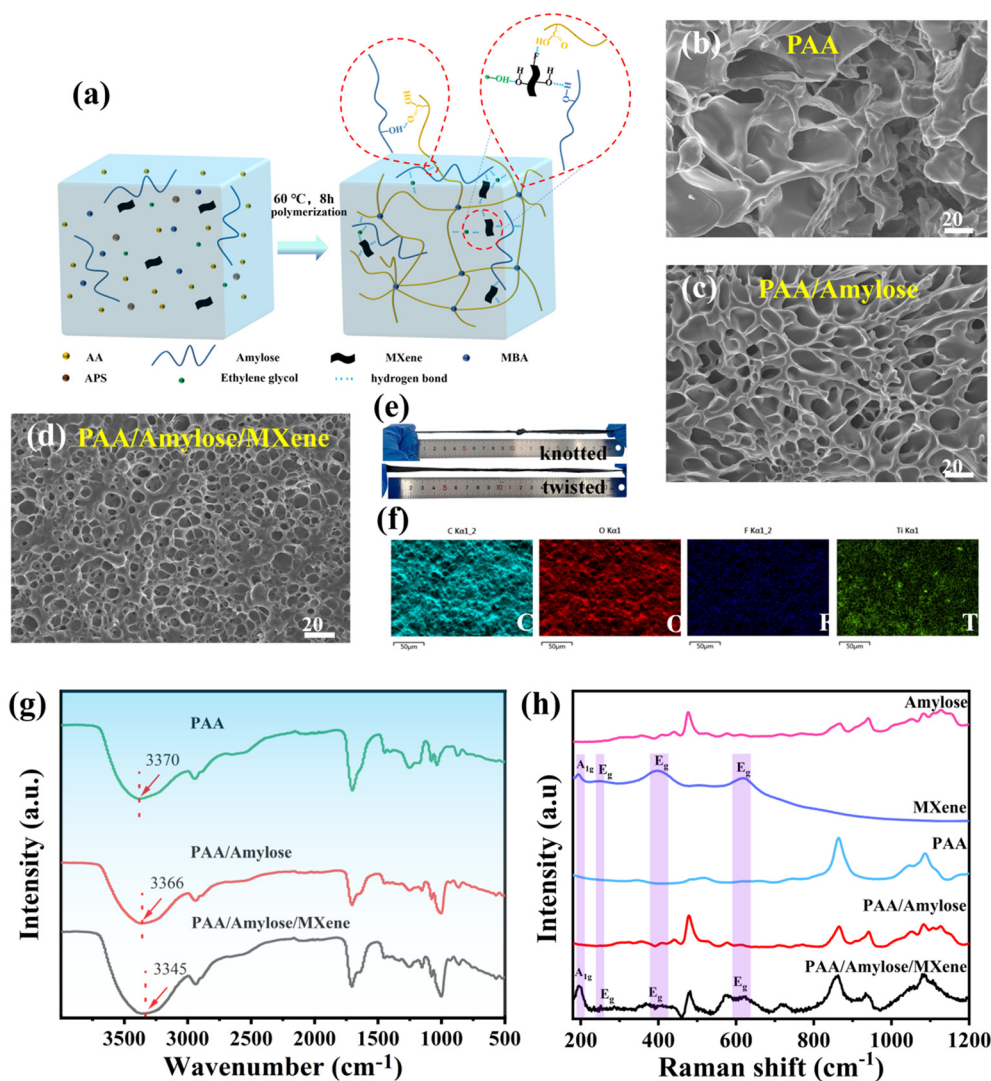 (a)
60 °C, 8h
polymerization
HO
O
OH
O
HO
O
F
H
H
OH
O
O
H
O
AA
Amylose
MXene
MBA
APS
Ethylene glycol
hydrogen bond
(b)
PAA
20
(c)
PAA/Amylose
20
(d)
PAA/Amylose/MXene
20
(e)
knotted
twisted
(f)
C Kα1_2
O Kα1
F Kα1_2
Ti Kα1
C
O
F
T
50μm
50μm
50μm
50μm
(g)
PAA
3370
PAA/Amylose
3366
PAA/Amylose/MXene
3345
Intensity (a.u.)
3500 3000 2500 2000 1500 1000 500
Wavenumber (cm-1)
(h)
Amylose
A1g
Eg
Eg
Eg
MXene
PAA
PAA/Amylose
PAA/Amylose/MXene
A1g
Eg
Eg
Eg
Intensity (a.u)
200 400 600 800 1000 1200
Raman shift (cm-1)